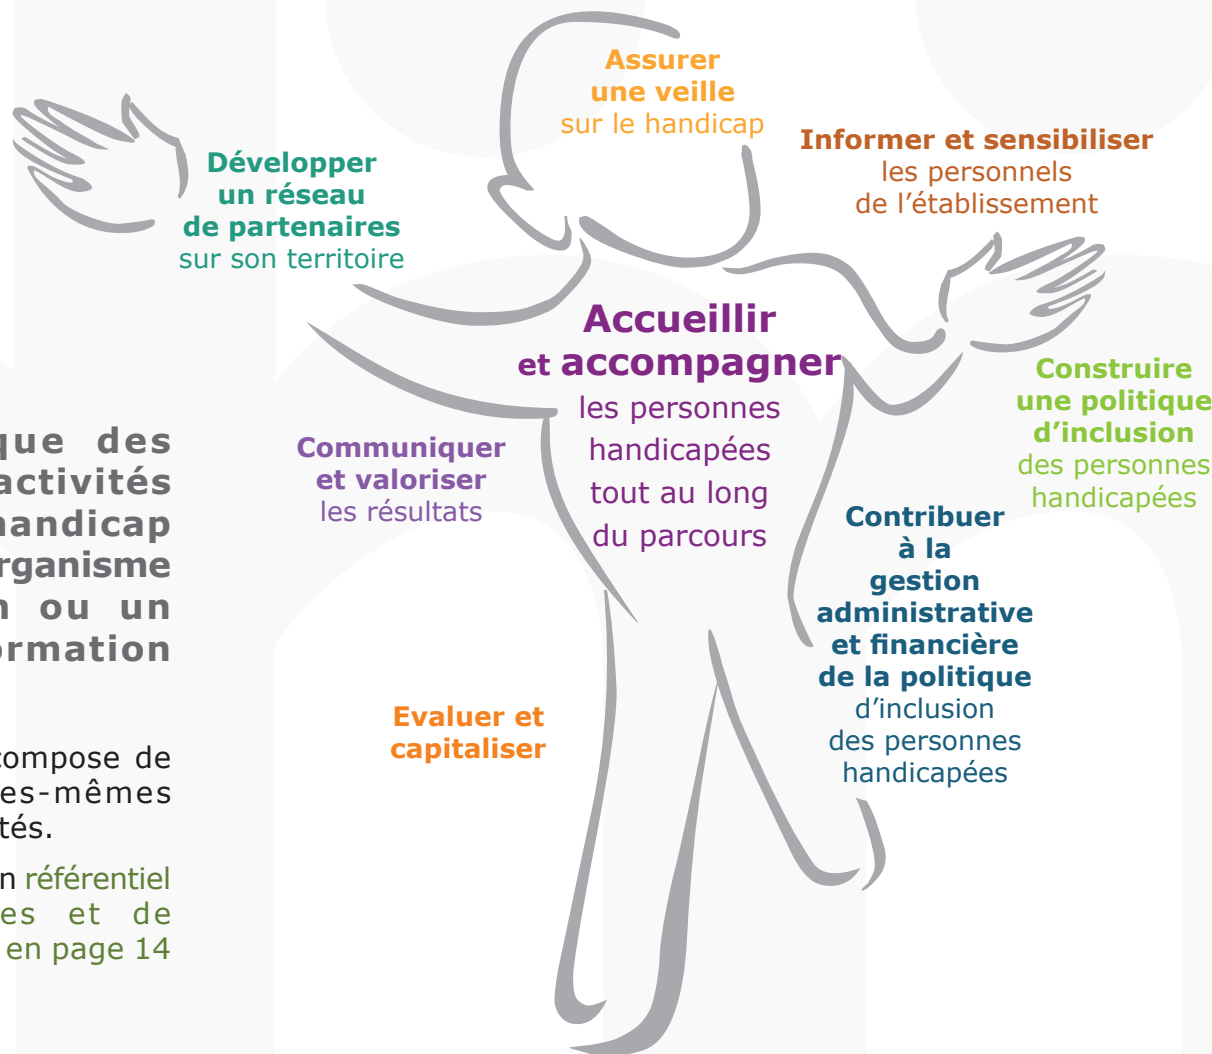 Assurer
une veille
sur le handicap
Informer et sensibiliser
les personnels
de l’établissement
Développer
un réseau
de partenaires
sur son territoire
Accueillir
et accompagner
les personnes
handicapées
tout au long
du parcours
Construire
une politique
d’inclusion
des personnes
handicapées
Communiquer
et valoriser
les résultats
Contribuer
à la
gestion
administrative
et financière
de la politique
d’inclusion
des personnes
handicapées
Evaluer et
capitaliser
que des
activités
handicap
rganisme
n ou un
ormation
compose de
es-mêmes
tés.
n référentiel
es et de
en page 14